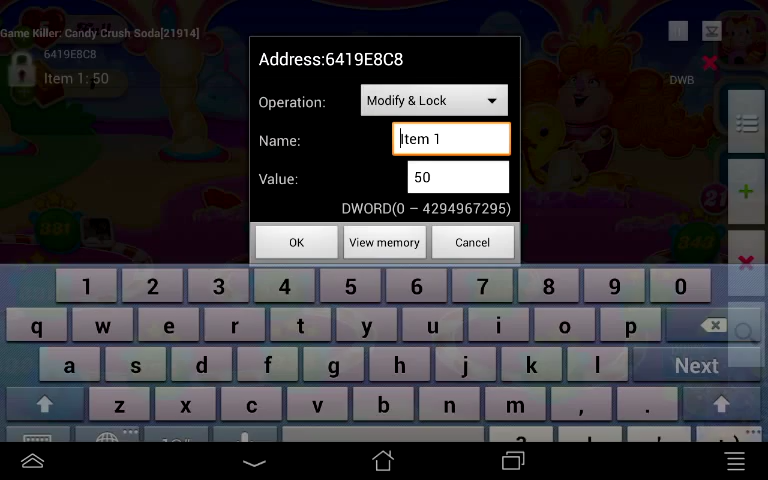 Game Killer: Candy Crush Soda[21914]
6419E8C8
Item 1: 50
DWB
Address:6419E8C8
Operation: Modify & Lock
Name: Item 1
Value: 50
DWORD(0 – 4294967295)
OK View memory Cancel
1 2 3 4 5 6 7 8 9 0
q w e r t y u i o p
a s d f g h j k l Next
z x c v b n m , .